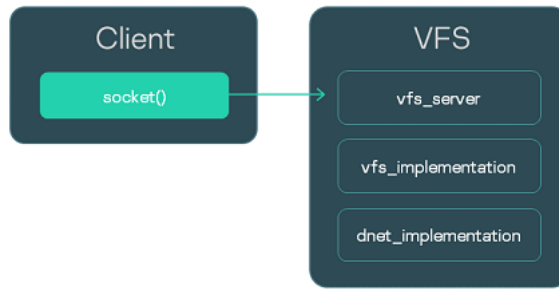 Client
socket()
VFS
vfs_server
vfs_implementation
dnet_implementation